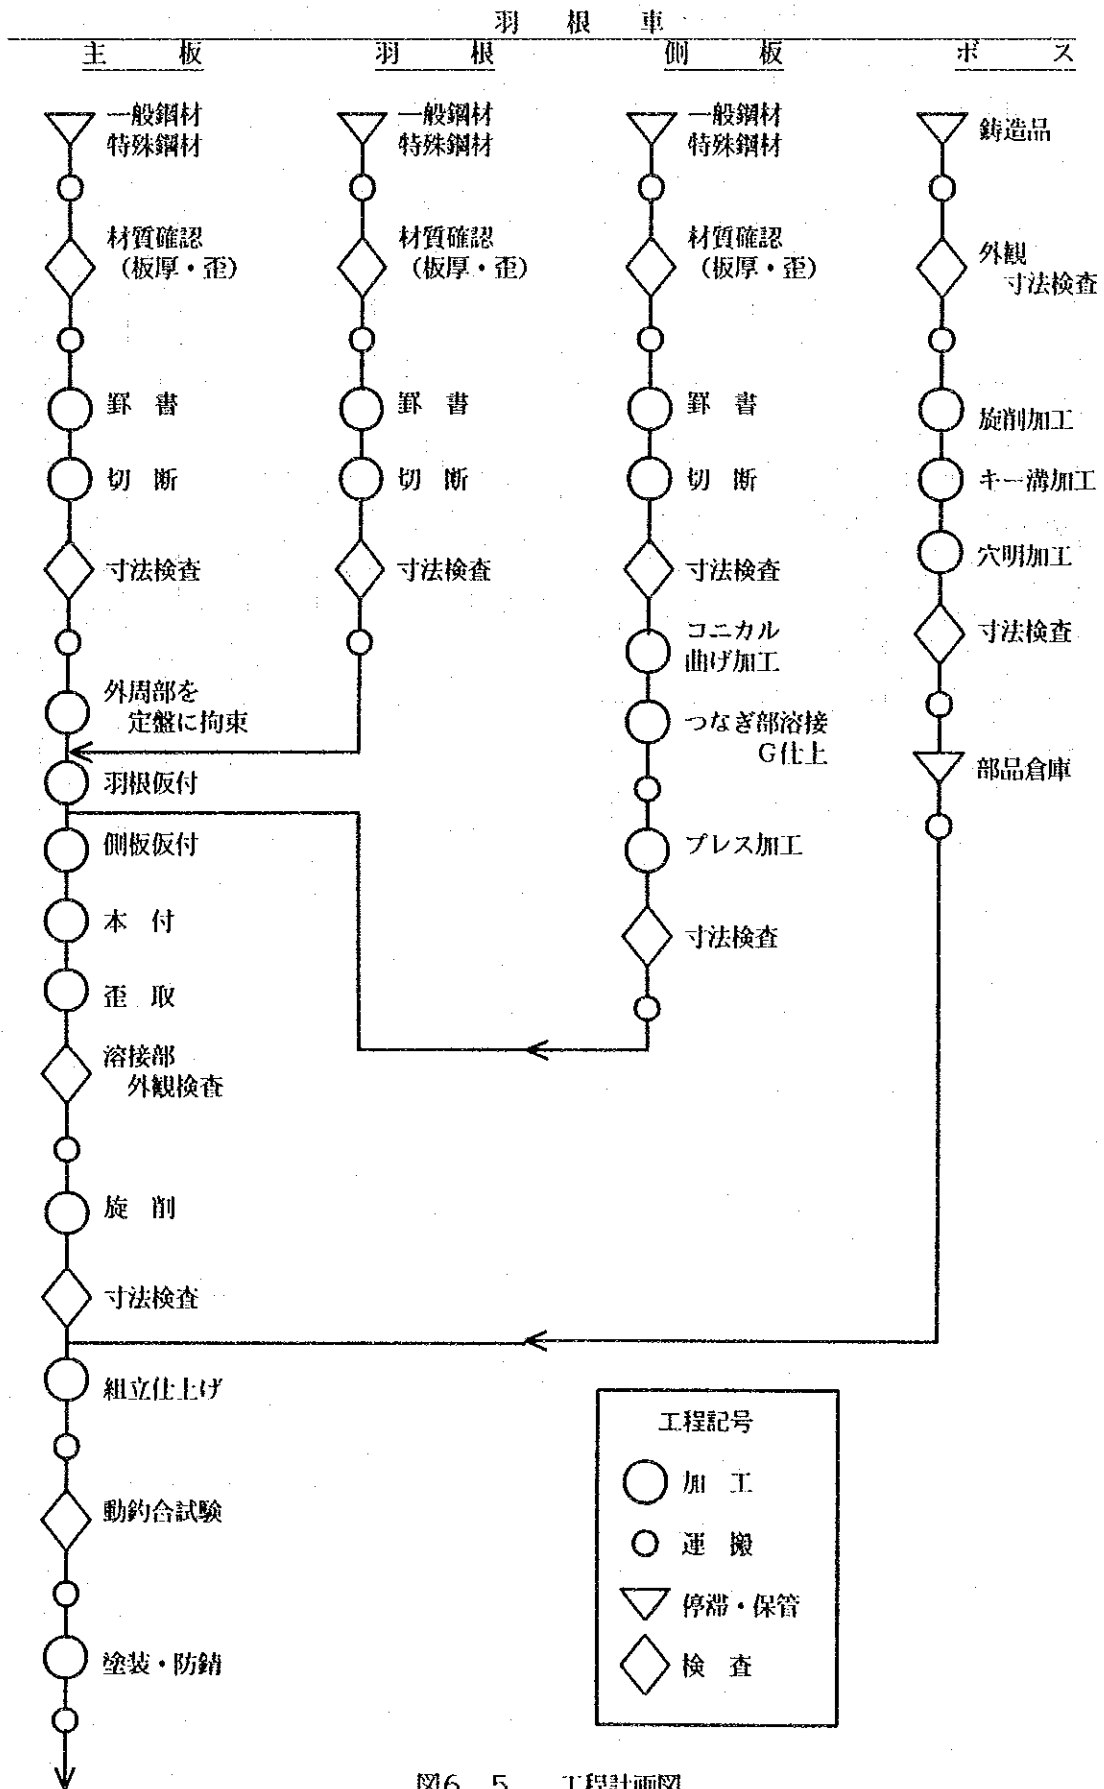 羽根車
主板
羽根
側板
ボス
一般鋼材
特殊鋼材
材質確認
（板厚・歪）
罫書
切断
寸法検査
外周部を
定盤に拘束
羽根仮付
側板仮付
本付
歪取
溶接部
外観検査
旋削
寸法検査
組立仕上げ
動釣合試験
塗装・防錆
一般鋼材
特殊鋼材
材質確認
（板厚・歪）
罫書
切断
寸法検査
一般鋼材
特殊鋼材
材質確認
（板厚・歪）
罫書
切断
寸法検査
コニカル
曲げ加工
つなぎ部溶接
G仕上
プレス加工
寸法検査
鋳造品
外観
寸法検査
旋削加工
キー溝加工
穴明加工
寸法検査
部品倉庫
工程記号
加工
運搬
停滞・保管
検査
図6．5　工程計画図